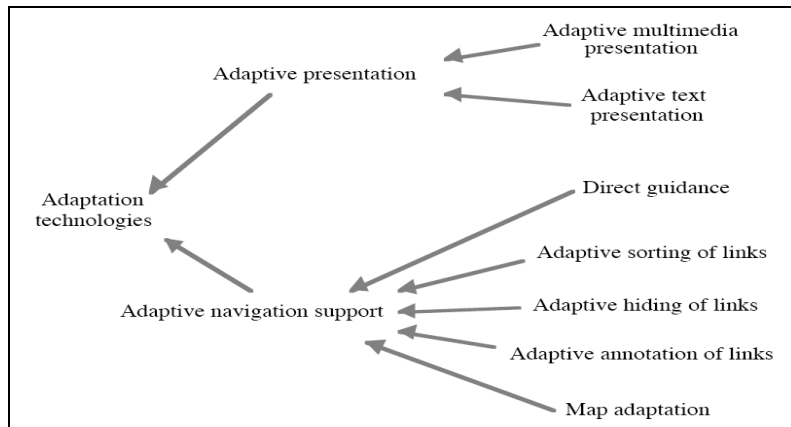 Adaptive multimedia
presentation
Adaptive presentation
Adaptive text
presentation
Direct guidance
Adaptation
technologies
Adaptive sorting of links
Adaptive navigation support
Adaptive hiding of links
Adaptive annotation of links
Map adaptation